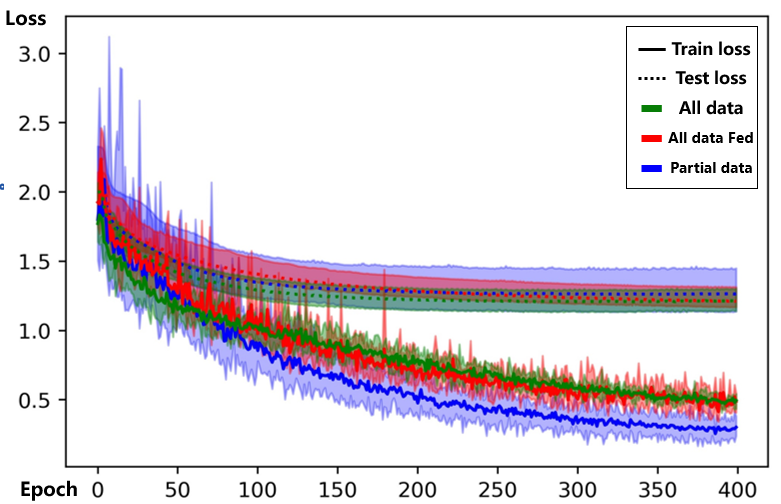 Loss
3.0
2.5
2.0
1.5
1.0
0.5
Train loss
Test loss
All data
All data Fed
Partial data
Epoch 0 50 100 150 200 250 300 350 400